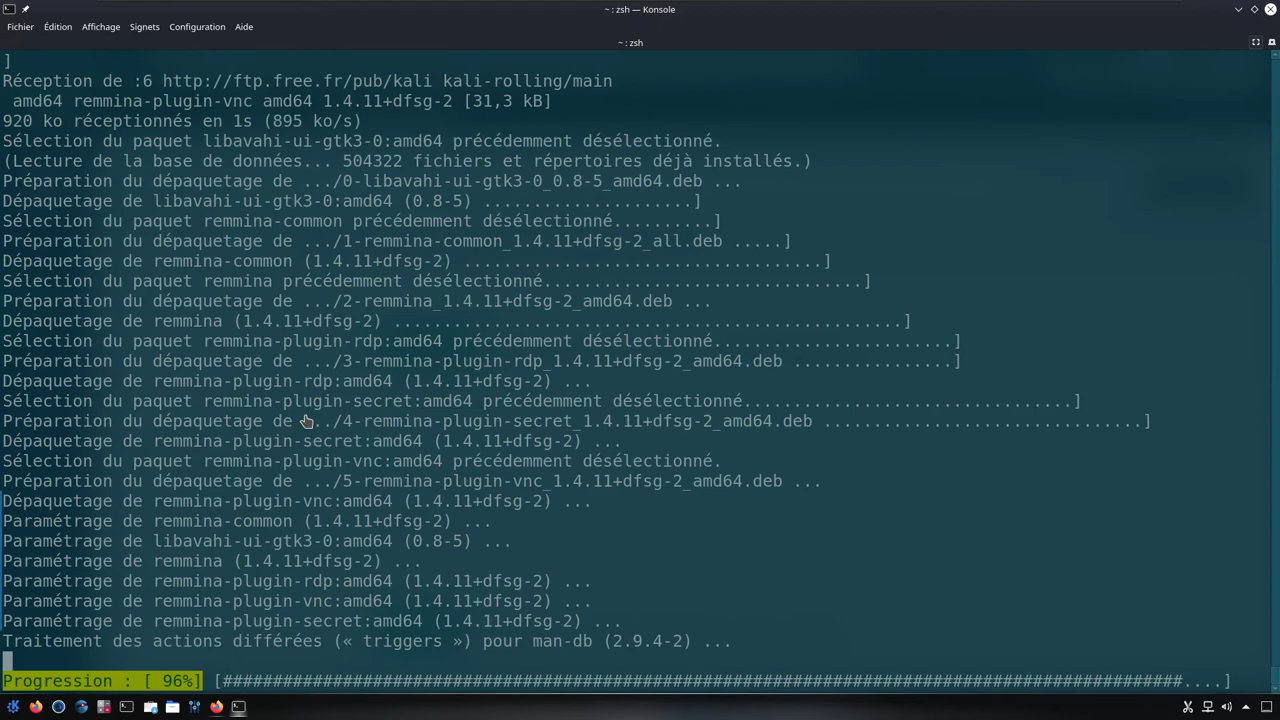 ~ : zsh — Konsole
Fichier Édition Affichage Signets Configuration Aide
~ : zsh
]
Réception de :6 http://ftp.free.fr/pub/kali kali-rolling/main
 amd64 remmina-plugin-vnc amd64 1.4.11+dfsg-2 [31,3 kB]
920 ko réceptionnés en 1s (895 ko/s)
Sélection du paquet libavahi-ui-gtk3-0:amd64 précédemment désélectionné.
(Lecture de la base de données... 504322 fichiers et répertoires déjà installés.)
Préparation du dépaquetage de .../0-libavahi-ui-gtk3-0_0.8-5_amd64.deb ...
Dépaquetage de libavahi-ui-gtk3-0:amd64 (0.8-5) .....................]
Sélection du paquet remmina-common précédemment désélectionné..........]
Préparation du dépaquetage de .../1-remmina-common_1.4.11+dfsg-2_all.deb .....]
Dépaquetage de remmina-common (1.4.11+dfsg-2) ....................................]
Sélection du paquet remmina précédemment désélectionné................................]
Préparation du dépaquetage de .../2-remmina_1.4.11+dfsg-2_amd64.deb ...
Dépaquetage de remmina (1.4.11+dfsg-2) ...................................................]
Sélection du paquet remmina-plugin-rdp:amd64 précédemment désélectionné........................]
Préparation du dépaquetage de .../3-remmina-plugin-rdp_1.4.11+dfsg-2_amd64.deb ................]
Dépaquetage de remmina-plugin-rdp:amd64 (1.4.11+dfsg-2) ...
Sélection du paquet remmina-plugin-secret:amd64 précédemment désélectionné.................................]
Préparation du dépaquetage de .../4-remmina-plugin-secret_1.4.11+dfsg-2_amd64.deb ................................]
Dépaquetage de remmina-plugin-secret:amd64 (1.4.11+dfsg-2) ...
Sélection du paquet remmina-plugin-vnc:amd64 précédemment désélectionné.
Préparation du dépaquetage de .../5-remmina-plugin-vnc_1.4.11+dfsg-2_amd64.deb ...
Dépaquetage de remmina-plugin-vnc:amd64 (1.4.11+dfsg-2) ...
Paramétrage de remmina-common (1.4.11+dfsg-2) ...
Paramétrage de libavahi-ui-gtk3-0:amd64 (0.8-5) ...
Paramétrage de remmina (1.4.11+dfsg-2) ...
Paramétrage de remmina-plugin-rdp:amd64 (1.4.11+dfsg-2) ...
Paramétrage de remmina-plugin-vnc:amd64 (1.4.11+dfsg-2) ...
Paramétrage de remmina-plugin-secret:amd64 (1.4.11+dfsg-2) ...
Traitement des actions différées (« triggers ») pour man-db (2.9.4-2) ...
Progression : [ 96%] [################################################################################################....]